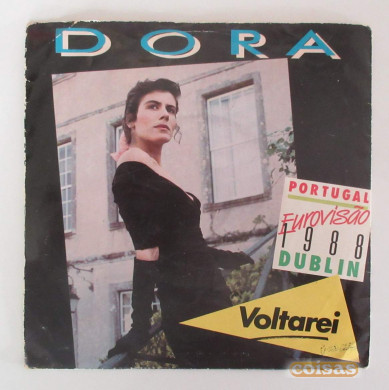 DORA
PORTUGAL
Eurovisão
1988
DUBLIN
Voltarei
coisas